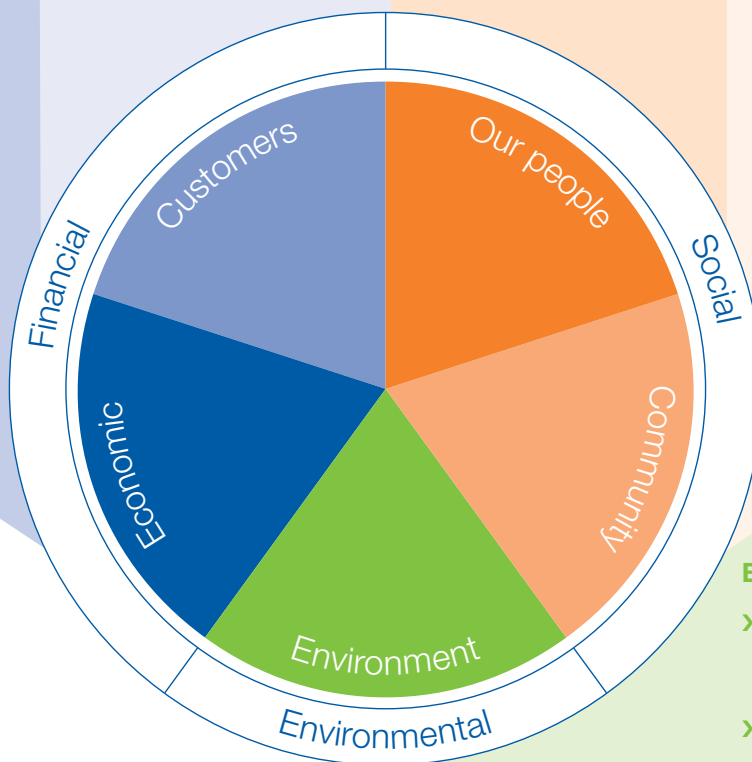 Customers
Our people
Financial
Social
Economic
Community
Environment
Environmental
E